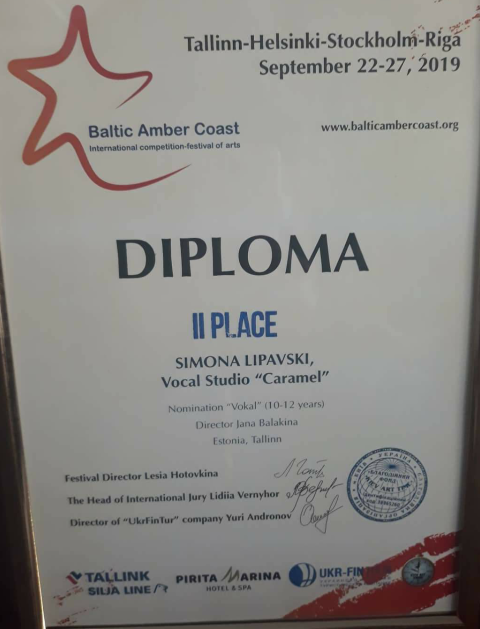 Tallinn-Helsinki-Stockholm-Riga
September 22-27, 2019
Baltic Amber Coast
International competition-festival of arts
www.balticambercoast.org
DIPLOMA
II PLACE
SIMONA LIPAVSKI,
Vocal Studio “Caramel”
Nomination “Vokal” (10-12 years)
Director Jana Balakina
Estonia, Tallinn
Festival Director Lesia Hotovkina
The Head of International Jury Lidiia Vernyhor
Director of “UkrFinTur” company Yuri Andronov
TALLINK
SILJA LINE
PIRITA MARINA
HOTEL & SPA